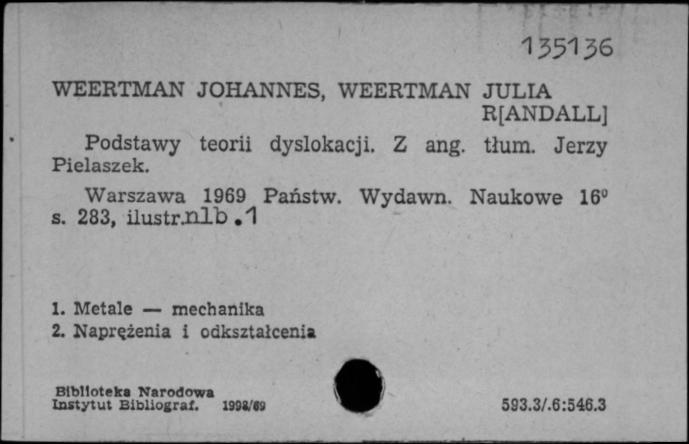 135136
WEERTMAN JOHANNES, WEERTMAN JULIA
R[ANDALL]
Podstawy teorii dyslokacji. Z ang. tłum. Jerzy
Pielaszek.
Warszawa 1969 Państw. Wydawn. Naukowe 16⁰
s. 283, ilustr.nlb.1
1. Metale — mechanika
2. Naprężenia i odkształcenia
Biblioteka Narodowa
Instytut Bibliograf. 1998/69
593.3/.6:546.3